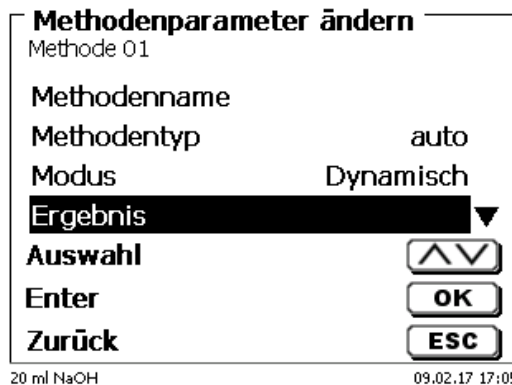 Methodenparameter ändern
Methode 01
Methodenname
Methodentyp auto
Modus Dynamisch
Ergebnis
Auswahl
Enter OK
Zurück ESC
20 ml NaOH 09.02.17 17:05